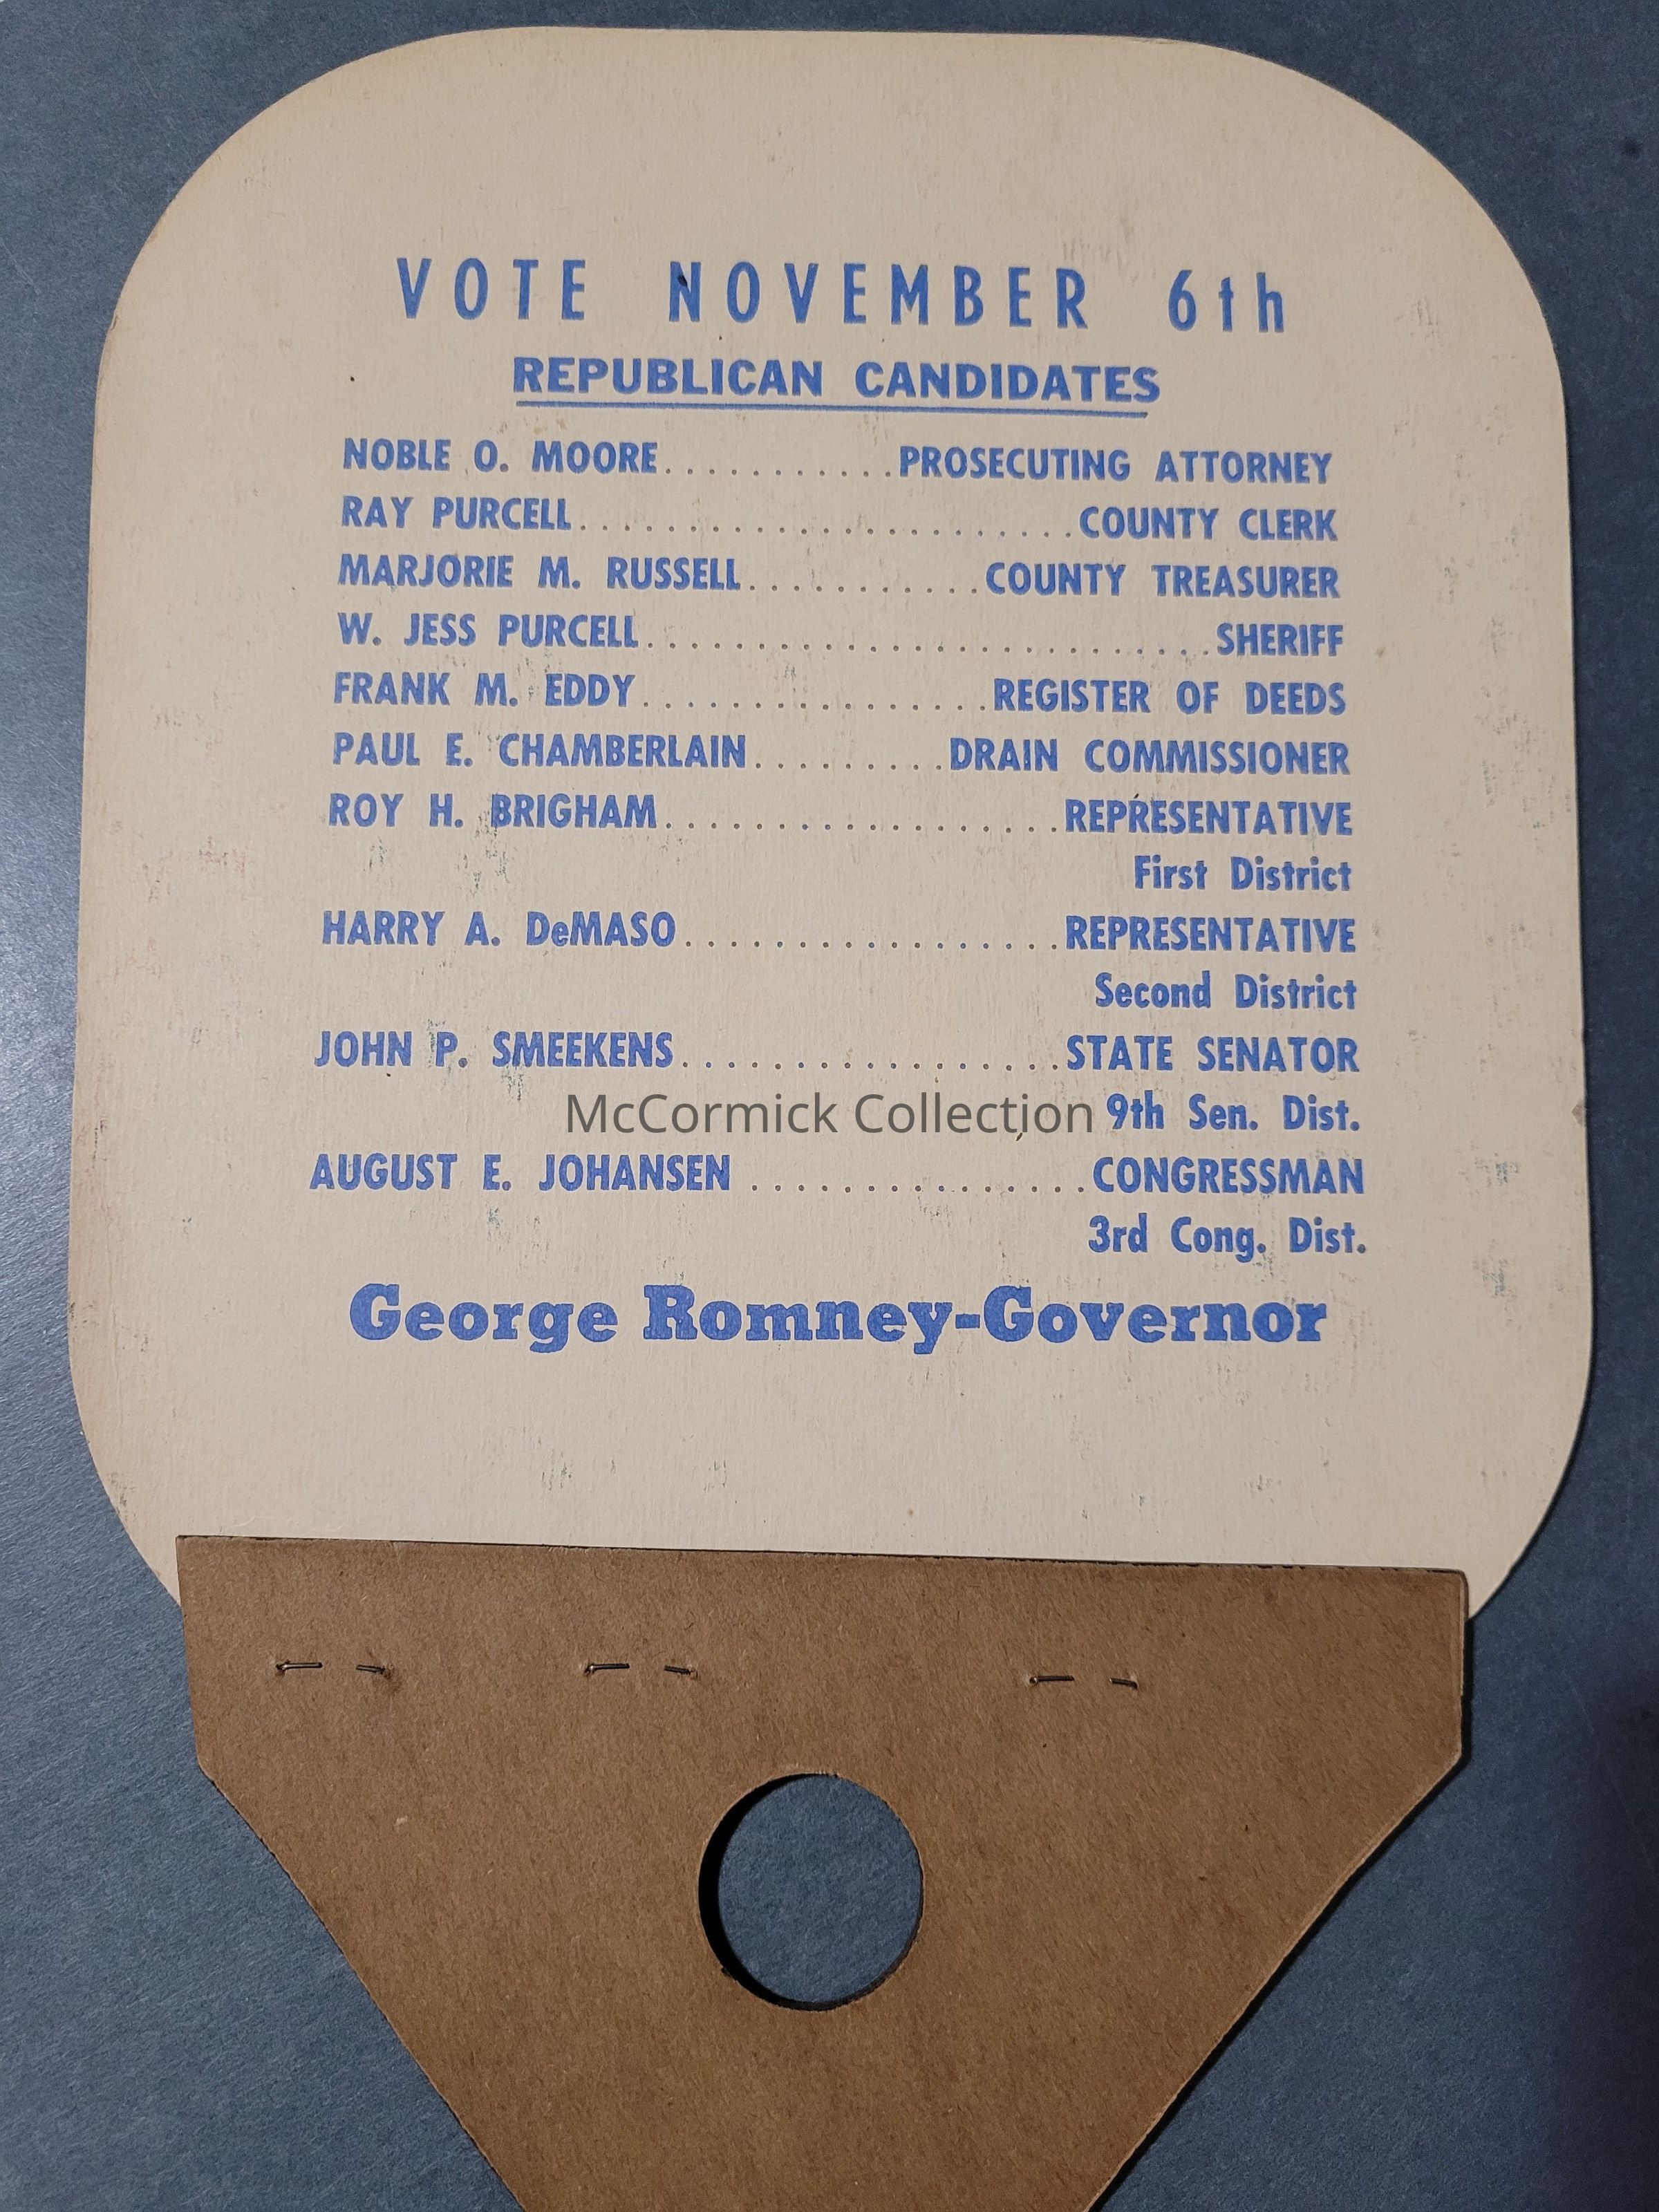 VOTE NOVEMBER 6th
REPUBLICAN CANDIDATES
NOBLE O. MOORE...........PROSECUTING ATTORNEY
RAY PURCELL........................COUNTY CLERK
MARJORIE M. RUSSELL...........COUNTY TREASURER
W. JESS PURCELL............................SHERIFF
FRANK M. EDDY................REGISTER OF DEEDS
PAUL E. CHAMBERLAIN.........DRAIN COMMISSIONER
ROY H. BRIGHAM...................REPRESENTATIVE
First District
HARRY A. DeMASO..................REPRESENTATIVE
Second District
JOHN P. SMEEKENS.................STATE SENATOR
McCormick Collection 9th Sen. Dist.
AUGUST E. JOHANSEN ...............CONGRESSMAN
3rd Cong. Dist.
George Romney-Governor